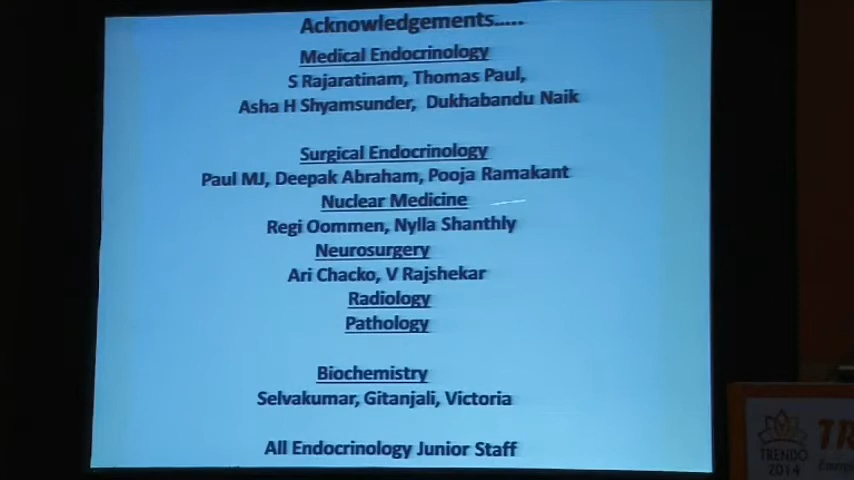 Acknowledgements.....
Medical Endocrinology
S Rajaratinam, Thomas Paul,
Asha H Shyamsunder, Dukhabandu Naik
Surgical Endocrinology
Paul MJ, Deepak Abraham, Pooja Ramakant
Nuclear Medicine
Regi Oommen, Nylla Shanthly
Neurosurgery
Ari Chacko, V Rajshekar
Radiology
Pathology
Biochemistry
Selvakumar, Gitanjali, Victoria
All Endocrinology Junior Staff
TRENDO
2014